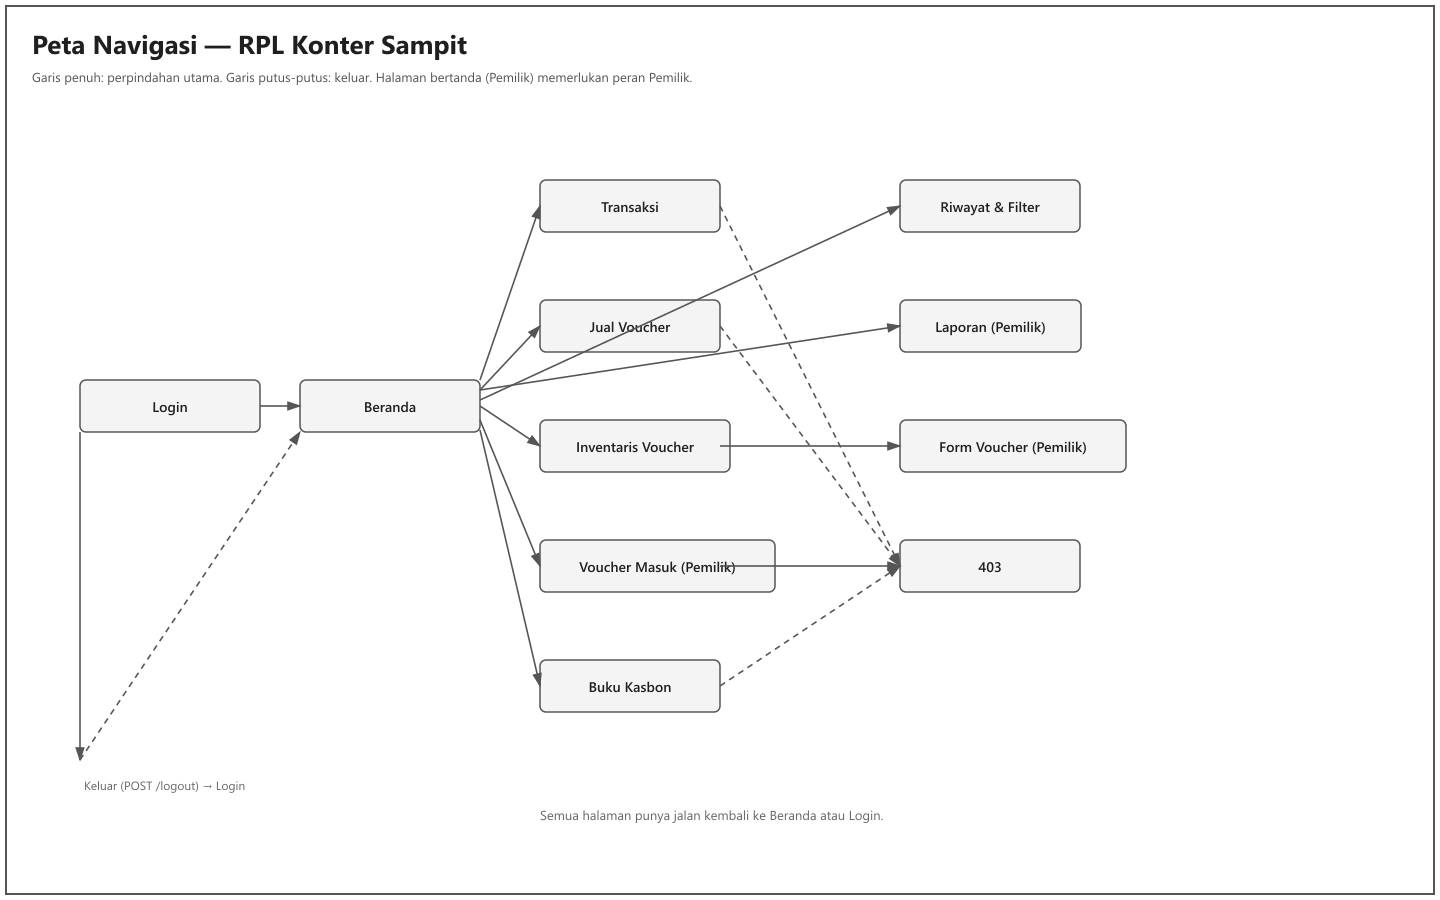 Peta Navigasi — RPL Konter Sampit
Garis penuh: perpindahan utama. Garis putus-putus: keluar. Halaman bertanda (Pemilik) memerlukan peran Pemilik.
Transaksi
Riwayat & Filter
Jual Voucher
Laporan (Pemilik)
Login
Beranda
Inventaris Voucher
Form Voucher (Pemilik)
Voucher Masuk (Pemilik)
403
Buku Kasbon
Keluar (POST /logout) → Login
Semua halaman punya jalan kembali ke Beranda atau Login.